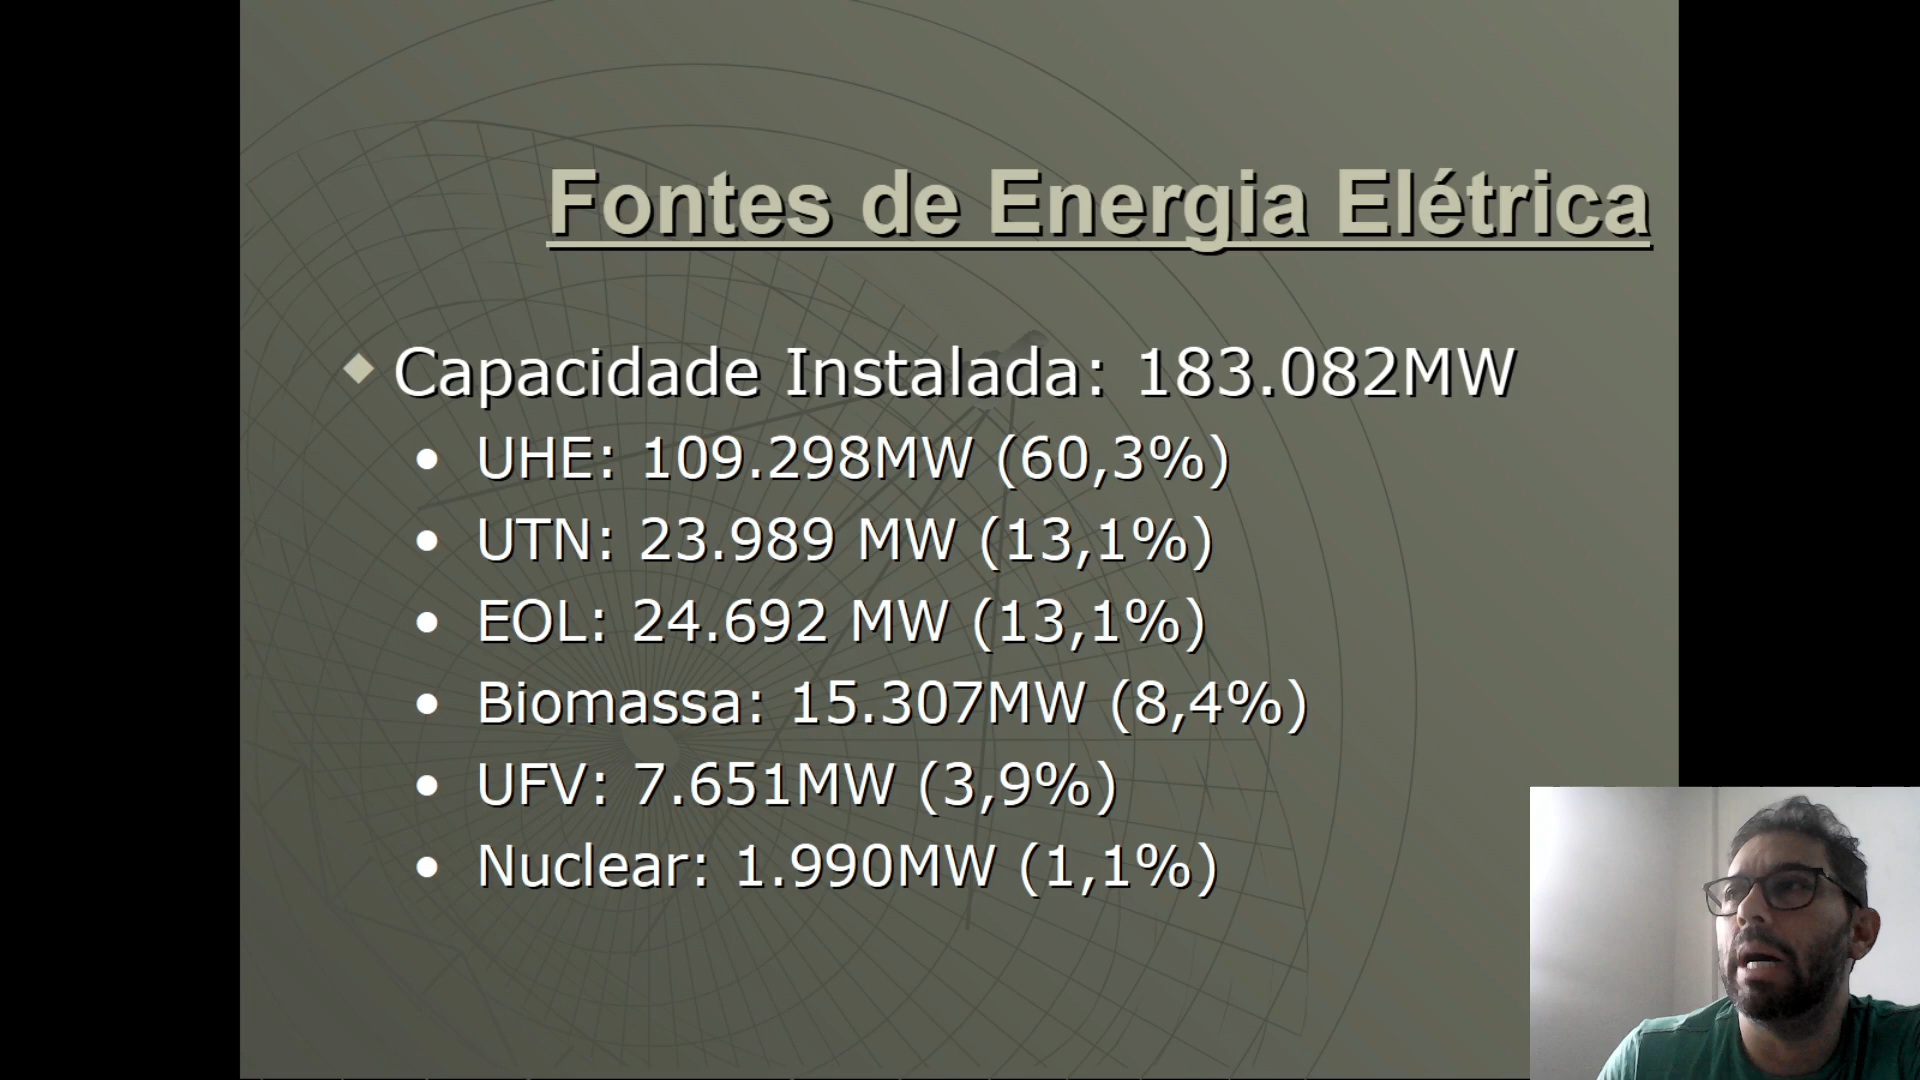 Fontes de Energia Elétrica
Capacidade Instalada: 183.082MW
UHE: 109.298MW (60,3%)
UTN: 23.989 MW (13,1%)
EOL: 24.692 MW (13,1%)
Biomassa: 15.307MW (8,4%)
UFV: 7.651MW (3,9%)
Nuclear: 1.990MW (1,1%)